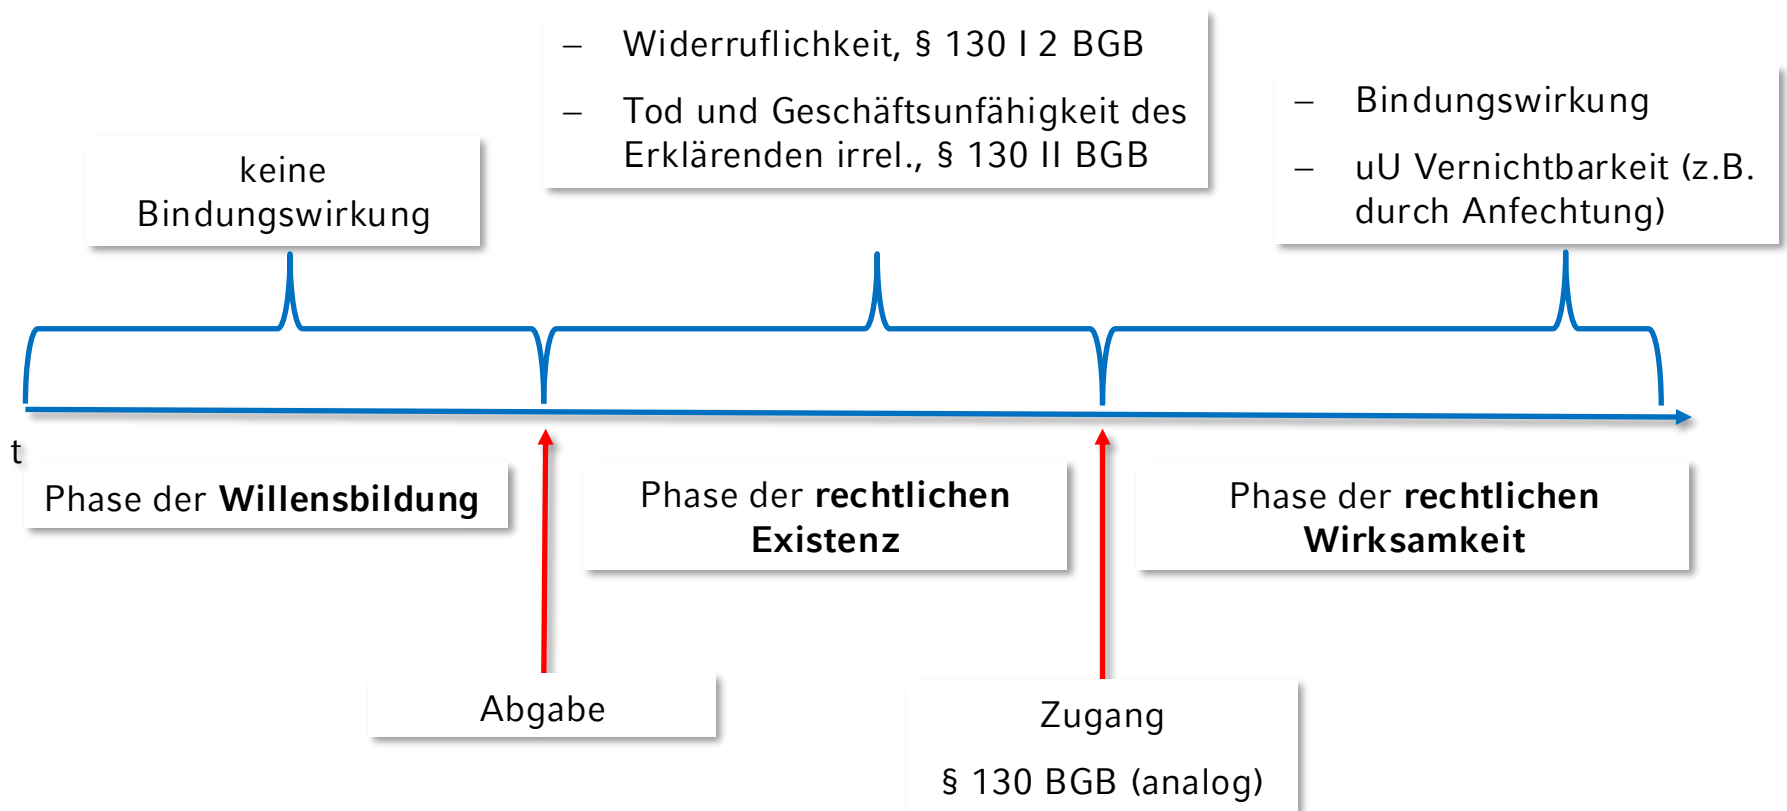 keine
Bindungswirkung
– Widerruflichkeit, § 130 I 2 BGB
– Tod und Geschäftsunfähigkeit des
Erklärenden irrel., § 130 II BGB
– Bindungswirkung
– uU Vernichtbarkeit (z.B.
durch Anfechtung)
t
Phase der Willensbildung
Phase der rechtlichen
Existenz
Phase der rechtlichen
Wirksamkeit
Abgabe
Zugang
§ 130 BGB (analog)